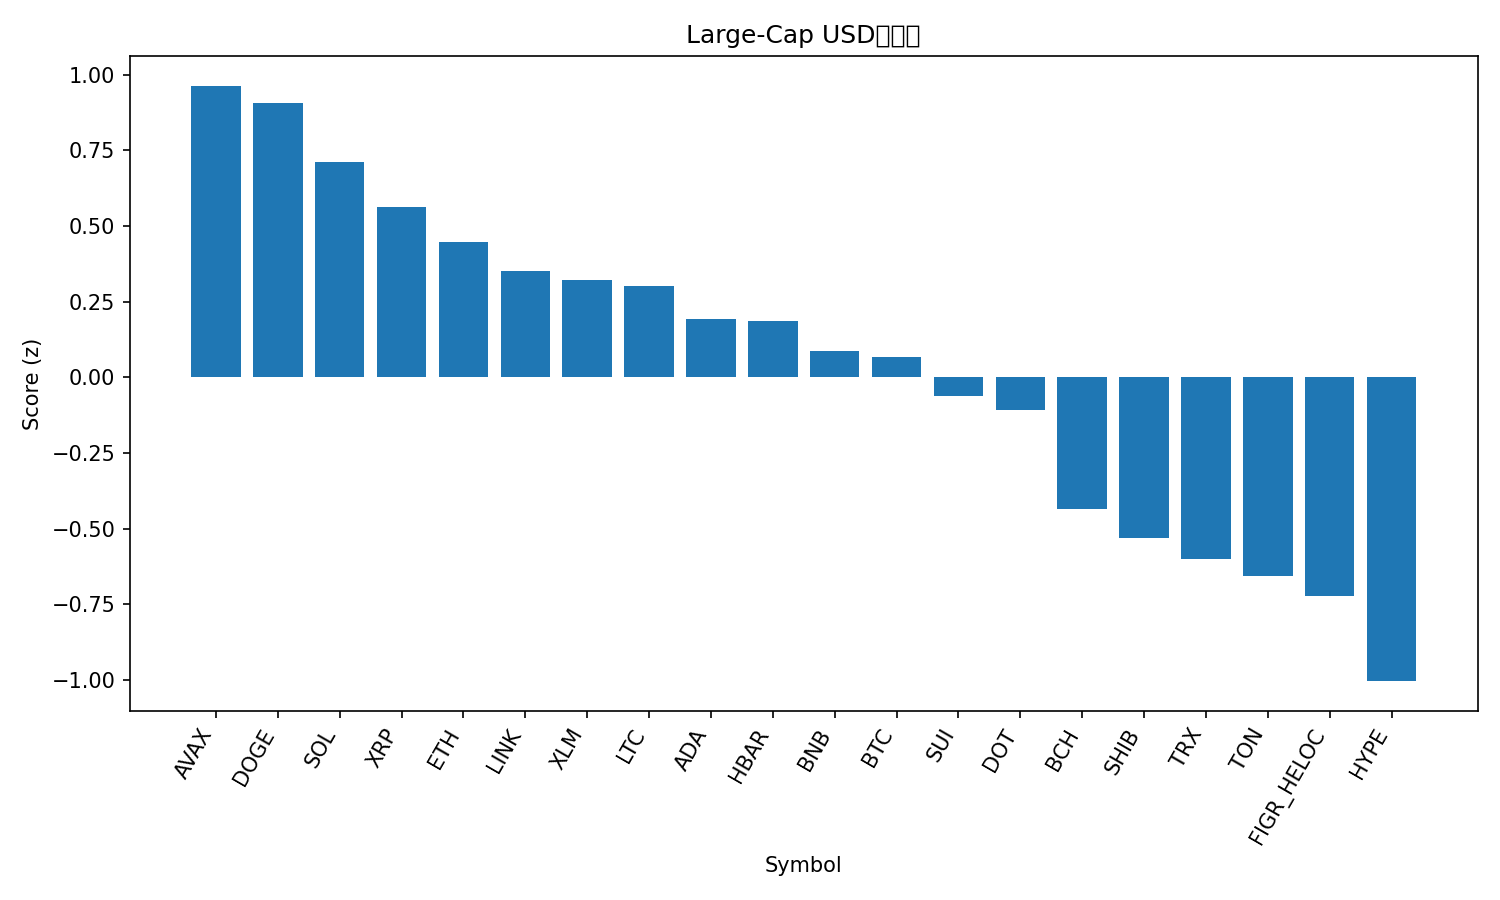 Large-Cap USD
1.00
0.75
0.50
0.25
0.00
−0.25
−0.50
−0.75
−1.00
Score (z)
AVAX
DOGE
SOL
XRP
ETH
LINK
XLM
LTC
ADA
HBAR
BNB
BTC
SUI
DOT
BCH
SHIB
TRX
TON
FIGR_HELOC
HYPE
Symbol